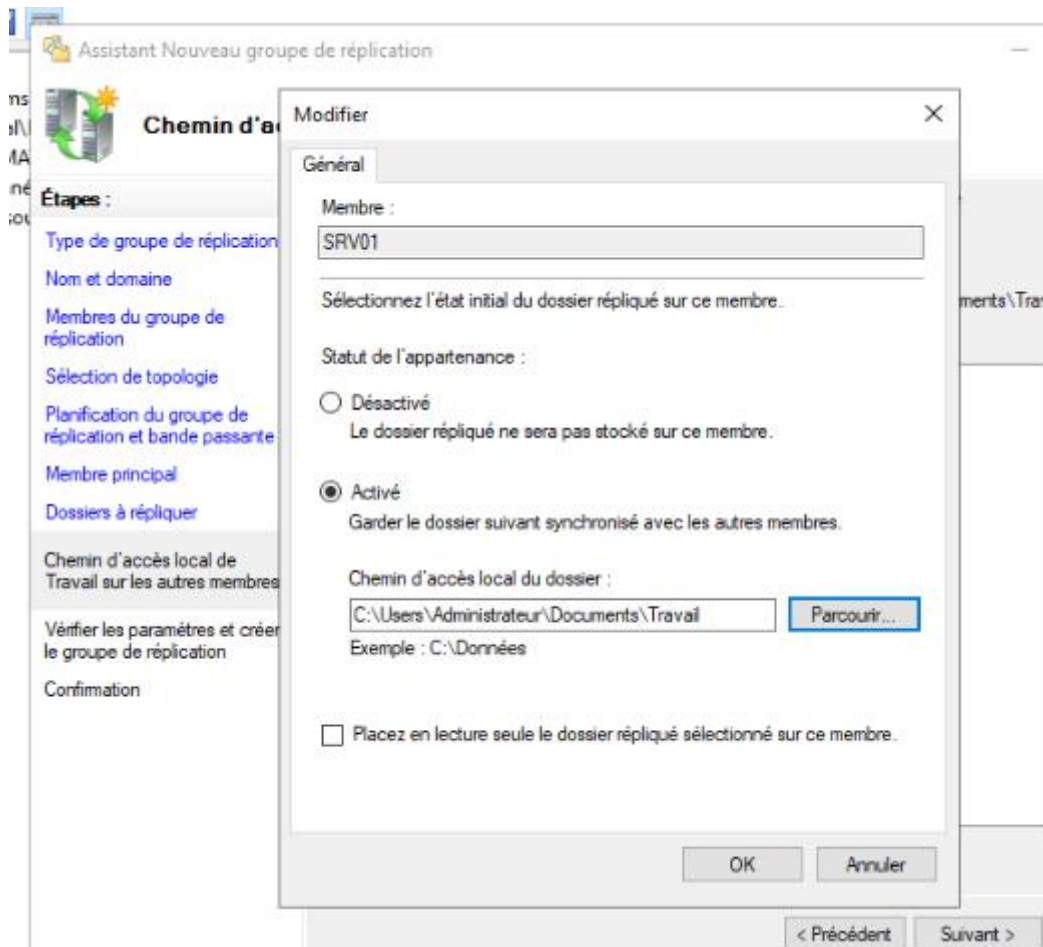 Assistant Nouveau groupe de réplication
Chemin d'a
Étapes :
Type de groupe de réplication
Nom et domaine
Membres du groupe de
réplication
Sélection de topologie
Planification du groupe de
réplication et bande passante
Membre principal
Dossiers à répliquer
Chemin d'accès local de
Travail sur les autres membres
Vérifier les paramètres et créer
le groupe de réplication
Confirmation
Modifier
Général
Membre :
SRV01
Sélectionnez l'état initial du dossier répliqué sur ce membre.
Statut de l'appartenance :
Désactivé
Le dossier répliqué ne sera pas stocké sur ce membre.
Activé
Garder le dossier suivant synchronisé avec les autres membres.
Chemin d'accès local du dossier :
C:\Users\Administrateur\Documents\Travail
Parcourir...
Exemple : C:\Données
Placez en lecture seule le dossier répliqué sélectionné sur ce membre.
OK
Annuler
ments\Tra
< Précédent
Suivant >